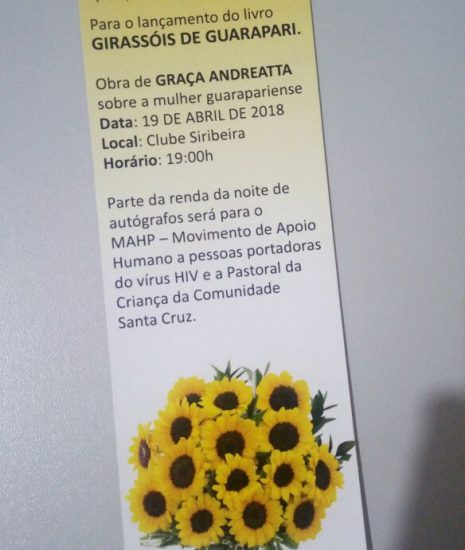 Para o lançamento do livro
GIRASSÓIS DE GUARAPARI.
Obra de GRAÇA ANDREATTA
sobre a mulher guarapariense
Data: 19 DE ABRIL DE 2018
Local: Clube Siribeira
Horário: 19:00h
Parte da renda da noite de
autógrafos será para o
MAHP – Movimento de Apoio
Humano a pessoas portadoras
do vírus HIV e a Pastoral da
Criança da Comunidade
Santa Cruz.